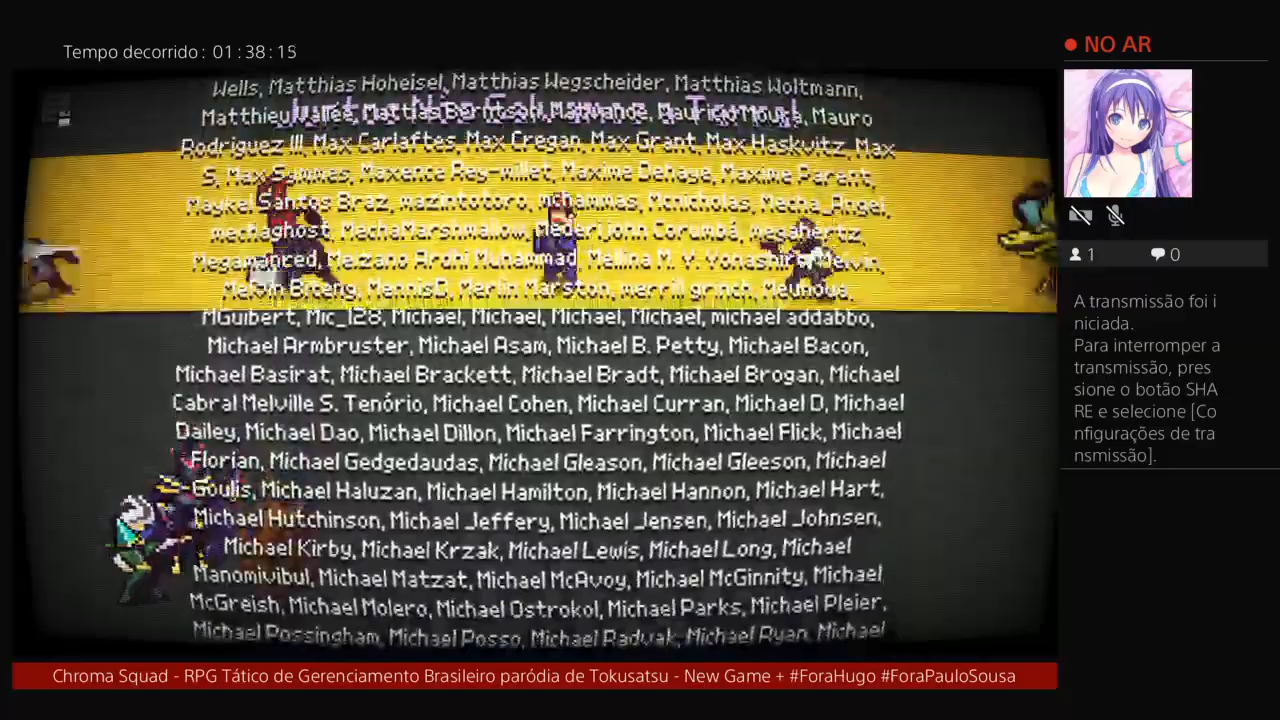 Tempo decorrido: 01:38:15
NO AR
Wells, Matthias Hoheisel, Matthias Wegscheider, Matthias Woltmann,
Matthieu Mauro
Rodriguez III, Max Carlaftes, Max Cregan, Max Grant, Max Haskvitz, Max
S, Max Symmes, Maxence Rey-millet, Maxime Dehaye, Maxime Parent,
Maykel Santos Braz, mazintotoro, mchammas, Mcnicholas, Mecha_Angel,
mechaghost, MechaMarshmallow, Mederijohn Corumbá, megahertz,
Megamanced, Meizano Ardhi Muhammad, Mellina M. Y. Yonashiro, Melvin,
Melvin Biteng, MennisD, Merlin Marston, merrill grinch,
MGuibert, Mic_128, Michael, Michael, Michael, Michael, michael addabbo,
Michael Armbruster, Michael Asam, Michael B. Petty, Michael Bacon,
Michael Basirat, Michael Brackett, Michael Bradt, Michael Brogan, Michael
Cabral Melville S. Tenório, Michael Cohen, Michael Curran, Michael D, Michael
Dailey, Michael Dao, Michael Dillon, Michael Farrington, Michael Flick, Michael
Florian, Michael Gedgedaudas, Michael Gleason, Michael Gleeson, Michael
Goulis, Michael Haluzan, Michael Hamilton, Michael Hannon, Michael Hart,
Michael Hutchinson, Michael Jeffery, Michael Jensen, Michael Johnsen,
Michael Kirby, Michael Krzak, Michael Lewis, Michael Long, Michael
Manomivibul, Michael Matzat, Michael McAvoy, Michael McGinnity, Michael
McGreish, Michael Molero, Michael Ostrokol, Michael Parks, Michael Pleier,
Michael Possingham, Michael Posso, Michael Radvak, Michael Ryan, Michael
1 0
A transmissão foi i
niciada.
Para interromper a
transmissão, pres
sione o botão SHA
RE e selecione [Co
nfigurações de tra
nsmissão].
Chroma Squad - RPG Tático de Gerenciamento Brasileiro paródia de Tokusatsu - New Game + #ForaHugo #ForaPauloSousa